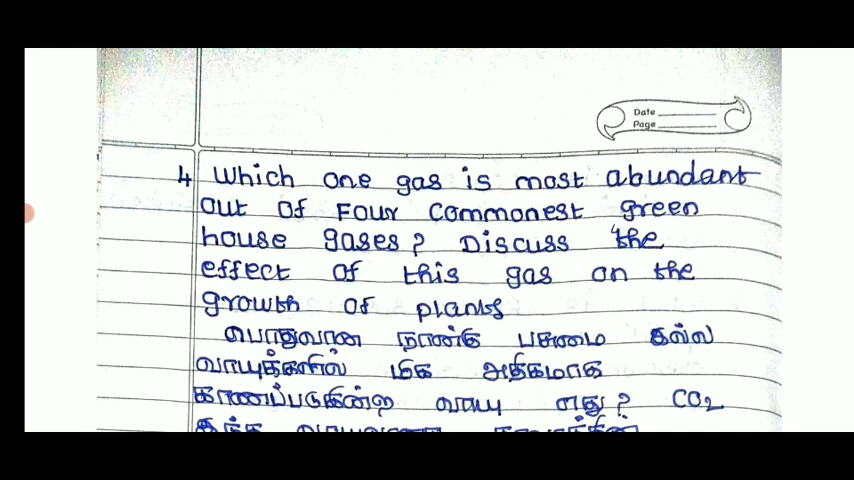 Date
Page
4 Which one gas is most abundant
out of Four commonest green
house gases? Discuss the
effect of this gas on the
growth of plants
பொதுவான நான்கு பசுமை இல்ல
வாயுக்களில் மிக அதிகமாக
காணப்படுகின்ற வாயு எது? CO2